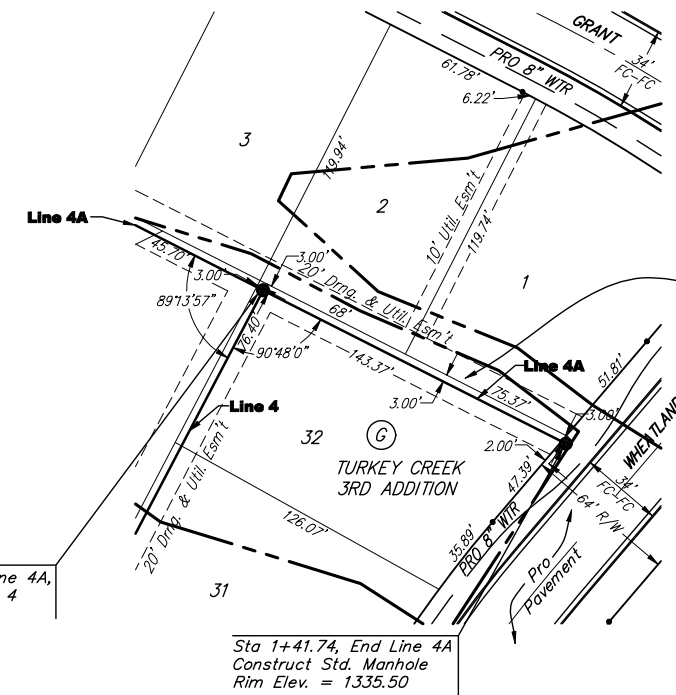 GRANT
34'
FC-FC
PRO 8" WTR
61.78'
6.22'
3
119.94'
2
10' Util. Esm't
119.74'
1
Line 4A
45.70'
3.00'
3.00'
20' Drng. & Util. Esm't
68'
89°13'57"
76.40'
90°48'0"
143.37'
Line 4A
75.37'
3.00'
51.81'
Line 4
32
G
TURKEY CREEK
3RD ADDITION
3.00'
2.00'
47.39'
WHEATLAND
34'
FC-FC
64' R/W
20' Drng. & Util. Esm't
126.07'
35.89'
PRO 8" WTR
Pro
Pavement
31
ne 4A,
4
Sta 1+41.74, End Line 4A
Construct Std. Manhole
Rim Elev. = 1335.50